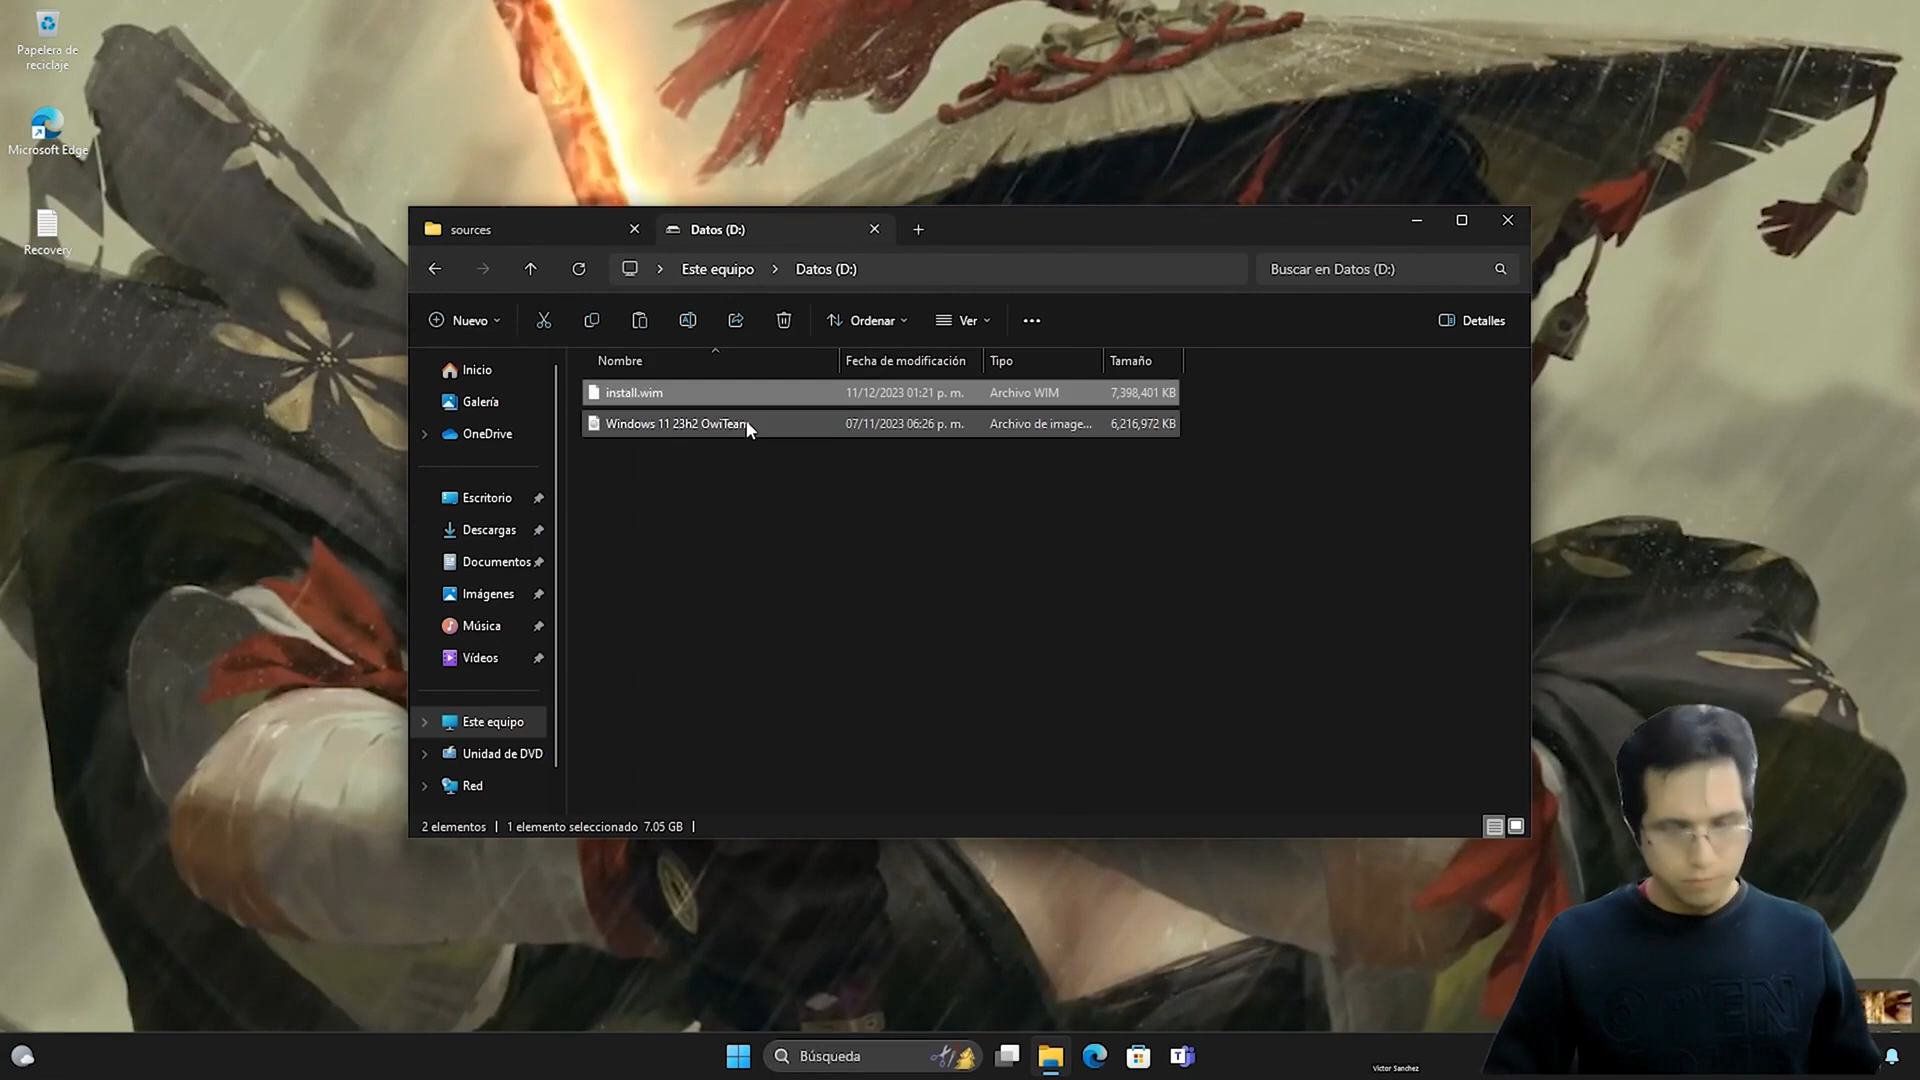 Papelera de
reciclaje
Microsoft Edge
Recovery
sources
Datos (D:)
Este equipo
Datos (D:)
Buscar en Datos (D:)
Nuevo
Ordenar
Ver
Detalles
Nombre
Fecha de modificación
Tipo
Tamaño
install.wim
11/12/2023 01:21 p. m.
Archivo WIM
7,398,401 KB
Windows 11 23h2 OwiTeam
07/11/2023 06:26 p. m.
Archivo de image...
6,216,972 KB
Inicio
Galería
OneDrive
Escritorio
Descargas
Documentos
Imágenes
Música
Vídeos
Este equipo
Unidad de DVD
Red
2 elementos
1 elemento seleccionado 7.05 GB
Búsqueda
Victor Sanchez
OPEN